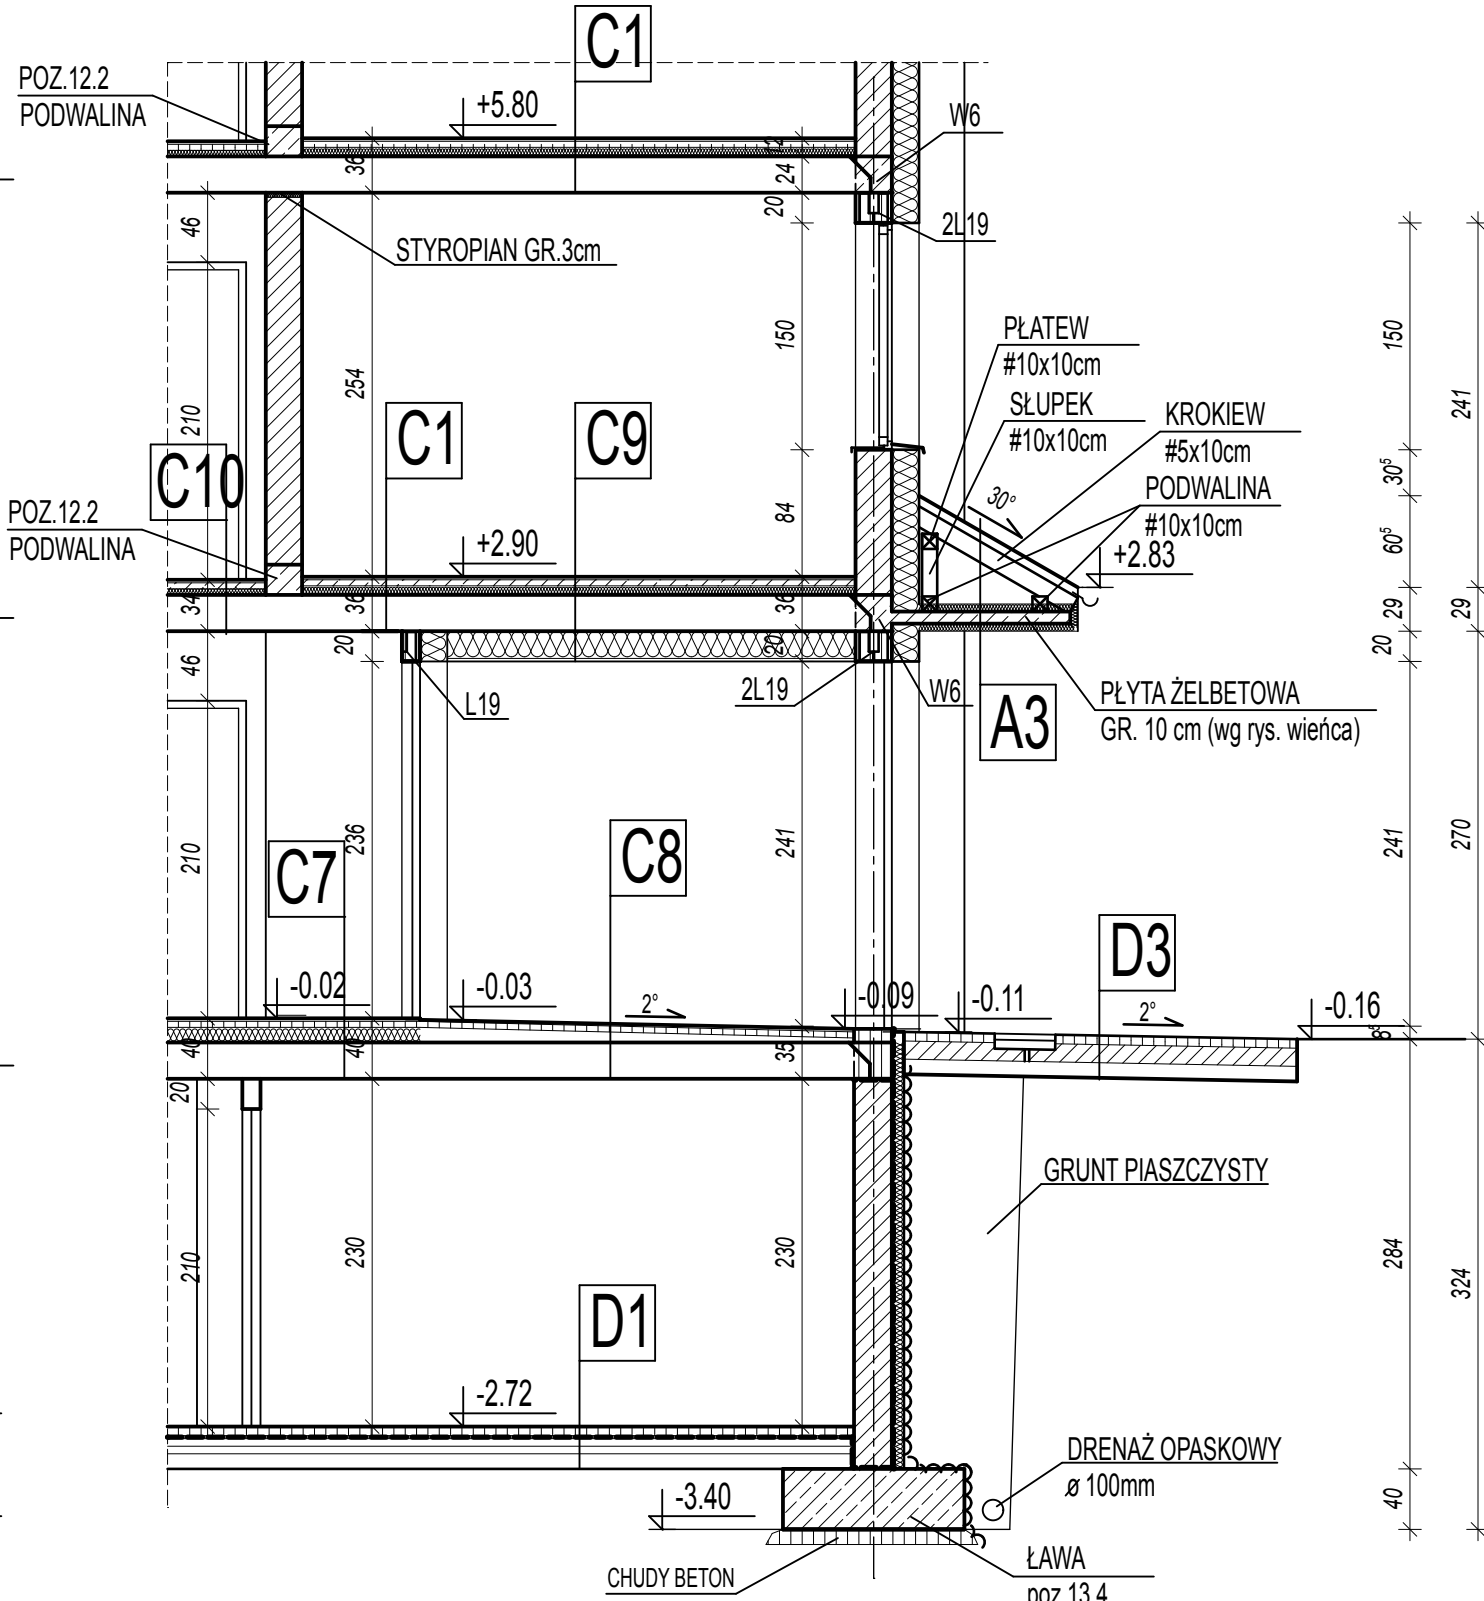 C1
POZ.12.2
PODWALINA
+5.80
W6
12
36
24
20
46
2L19
STYROPIAN GR.3cm
150
150
PŁATEW
#10x10cm
SŁUPEK
#10x10cm
KROKIEW
#5x10cm
PODWALINA
#10x10cm
254
241
210
C10
C1
C9
30⁵
30°
84
POZ.12.2
PODWALINA
+2.90
+2.83
60⁵
34
36
36
29
29
20
20
20
46
L19
2L19
W6
A3
PŁYTA ŻELBETOWA
GR. 10 cm (wg rys. wieńca)
210
236
241
241
270
C7
C8
D3
-0.02
-0.03
2°
-0.09
-0.11
2°
-0.16
8⁵
40
40
35
20
GRUNT PIASZCZYSTY
210
230
230
284
324
D1
-2.72
DRENAŻ OPASKOWY
ø 100mm
-3.40
40
ŁAWA
poz.13.4
CHUDY BETON